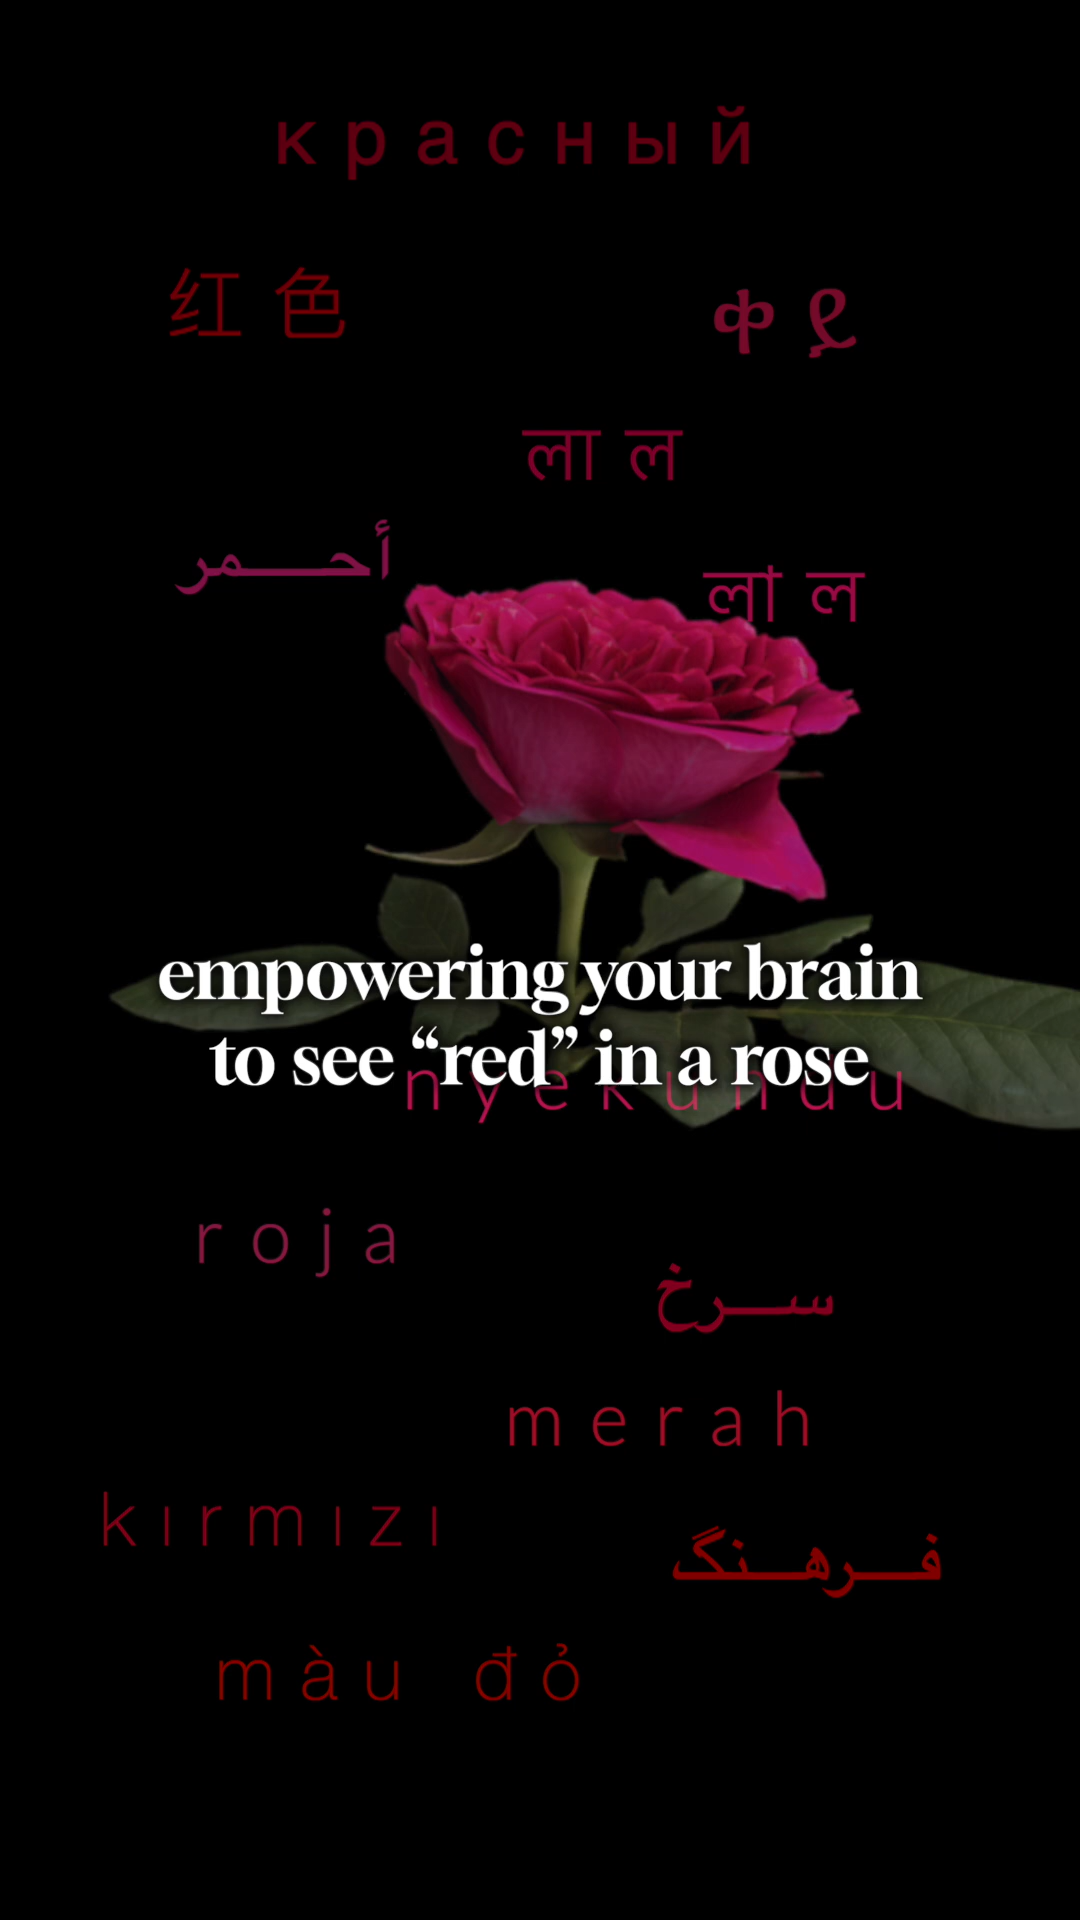 красный
红色
ቀይ
लाल
أحمر
लाल
empowering your brain
to see “red” in a rose
nyekundu
roja
سرخ
merah
kırmızı
فرهنگ
màu đỏ